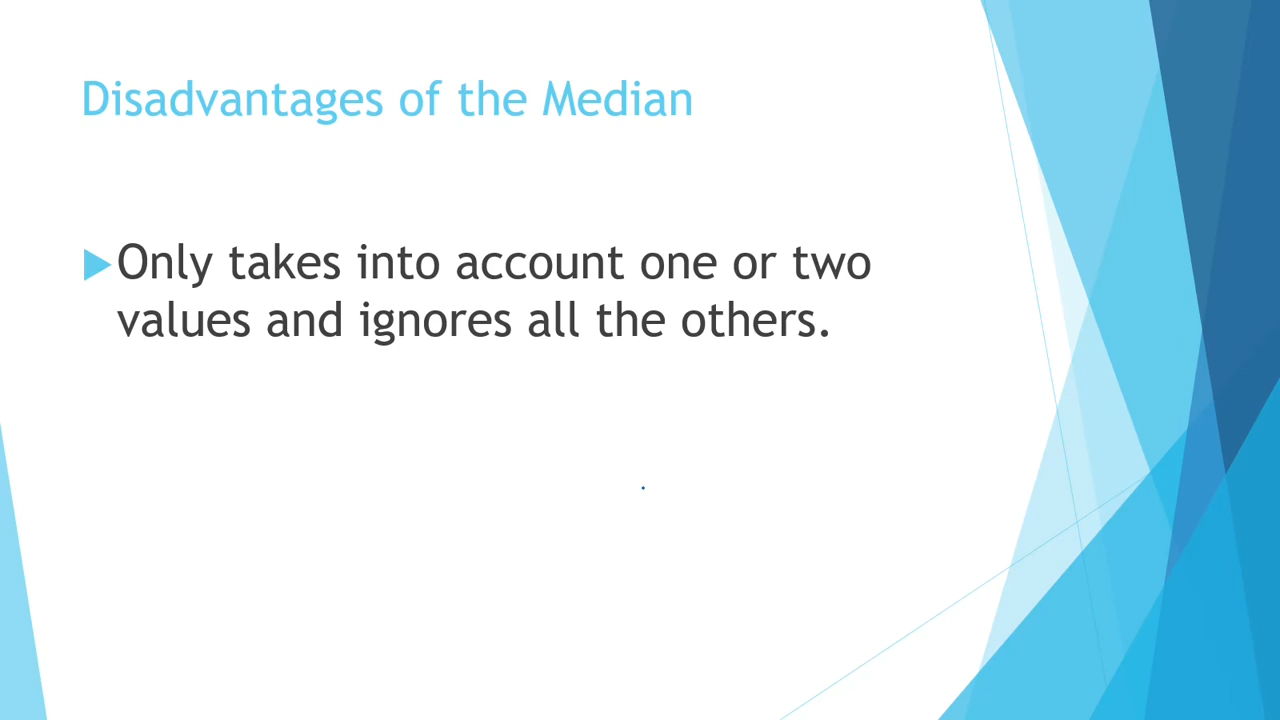 Disadvantages of the Median
Only takes into account one or two
values and ignores all the others.